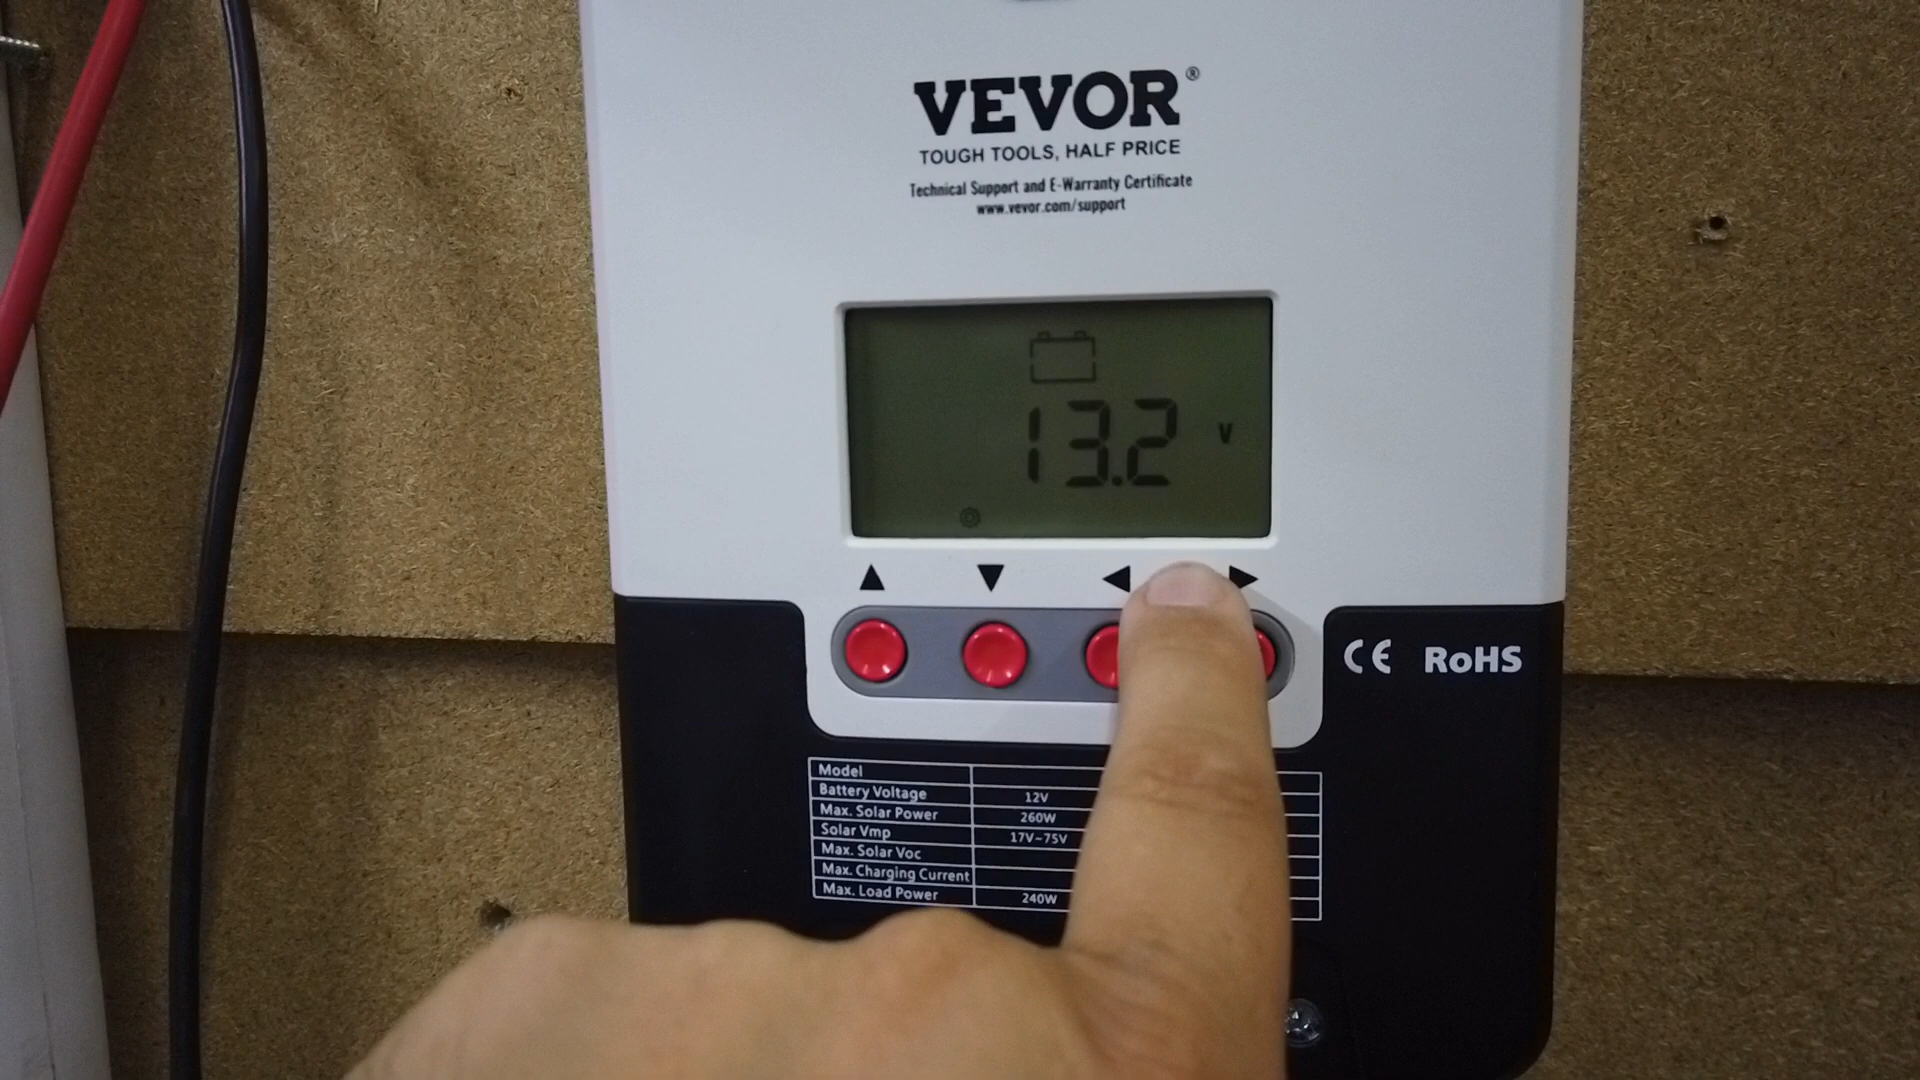 VEVOR®
TOUGH TOOLS, HALF PRICE
Technical Support and E-Warranty Certificate
www.vevor.com/support
13.2 V
▲ ▼ ◀ ▶
CE RoHS
Model
Battery Voltage 12V
Max. Solar Power 260W
Solar Vmp 17V~75V
Max. Solar Voc
Max. Charging Current
Max. Load Power 240W